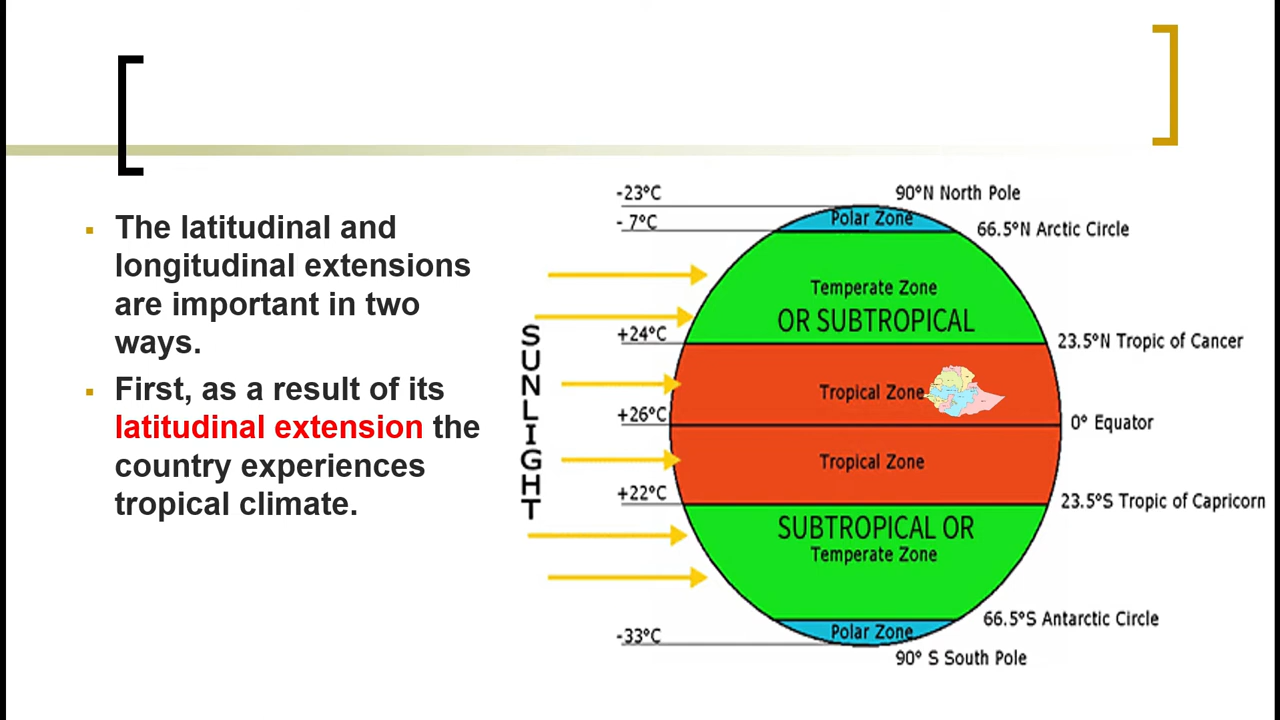 The latitudinal and
longitudinal extensions
are important in two
ways.
First, as a result of its
latitudinal extension the
country experiences
tropical climate.
SUNLIGHT
-23°C
- 7°C
+24°C
+26°C
+22°C
-33°C
90°N North Pole
Polar Zone
66.5°N Arctic Circle
Temperate Zone
OR SUBTROPICAL
23.5°N Tropic of Cancer
Tropical Zone
0° Equator
Tropical Zone
23.5°S Tropic of Capricorn
SUBTROPICAL OR
Temperate Zone
66.5°S Antarctic Circle
Polar Zone
90° S South Pole